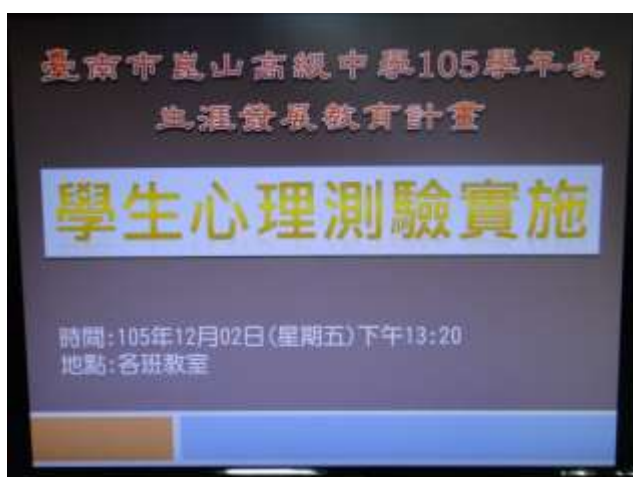 臺南市崑山高級中學105學年度
生涯發展教育計畫
學生心理測驗實施
時間:105年12月02日(星期五)下午13:20
地點:各班教室